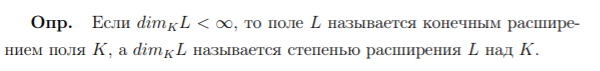 Опр. Если dim_K L < ∞, то поле L называется конечным расшире-
нием поля K, а dim_K L называется степенью расширения L над K.